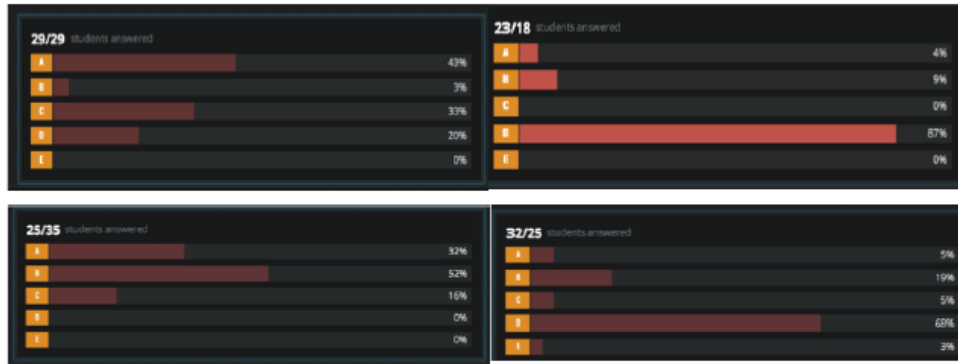 29/29 students answered
A 43%
B 3%
C 33%
D 20%
E 0%
23/18 students answered
A 4%
B 9%
C 0%
D 87%
E 0%
25/35 students answered
A 32%
B 52%
C 16%
D 0%
E 0%
32/25 students answered
A 5%
B 19%
C 5%
D 68%
E 3%